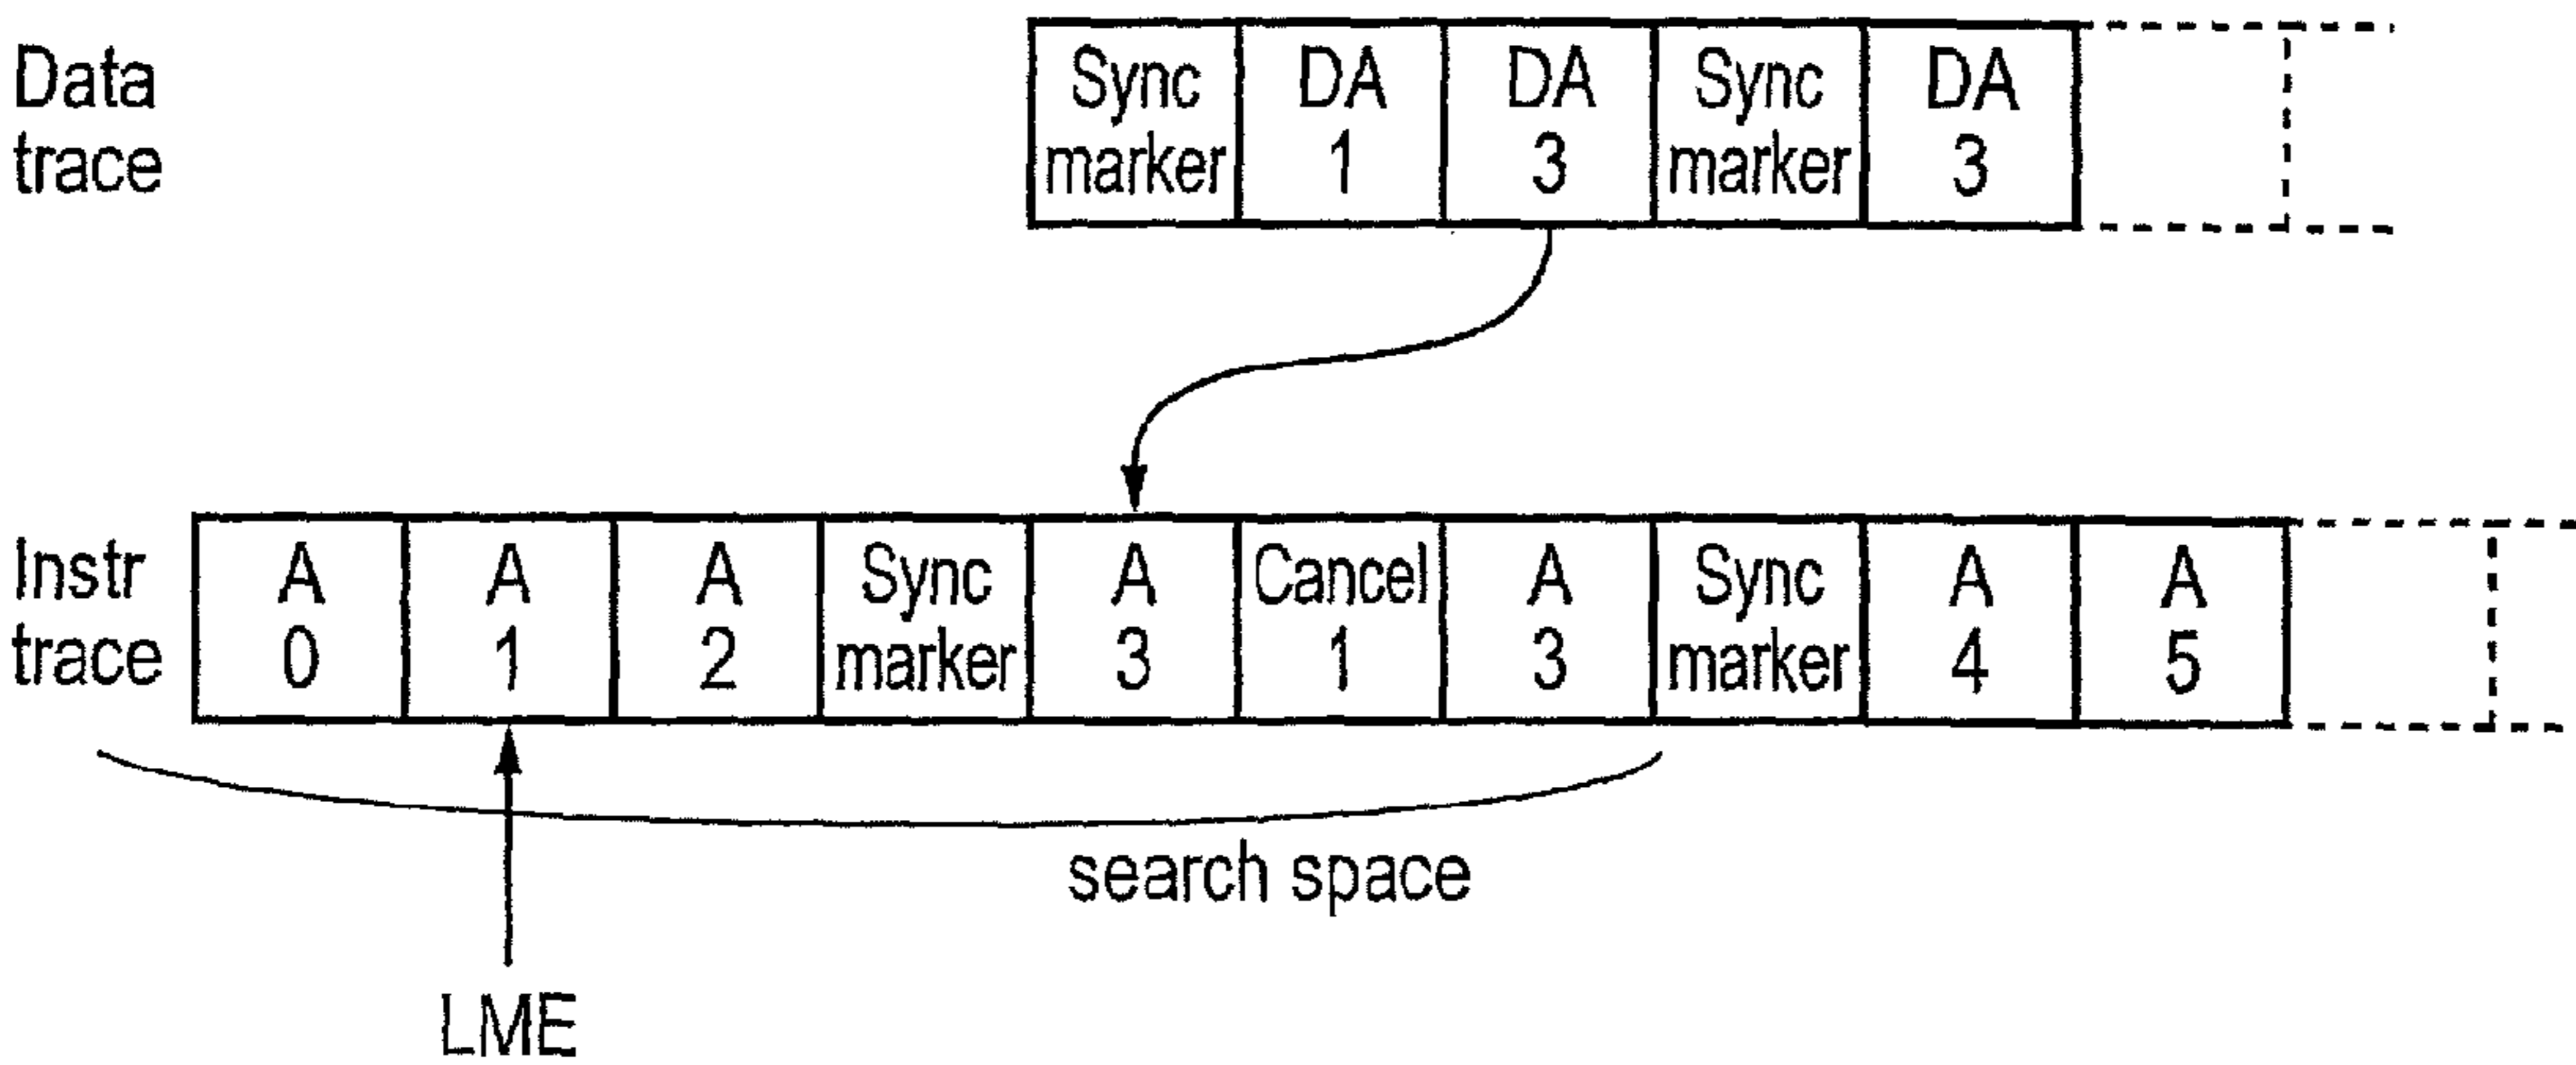 Data trace
Sync marker
DA 1
DA 3
Sync marker
DA 3
Instr trace
A 0
A 1
A 2
Sync marker
A 3
Cancel 1
A 3
Sync marker
A 4
A 5
search space
LME